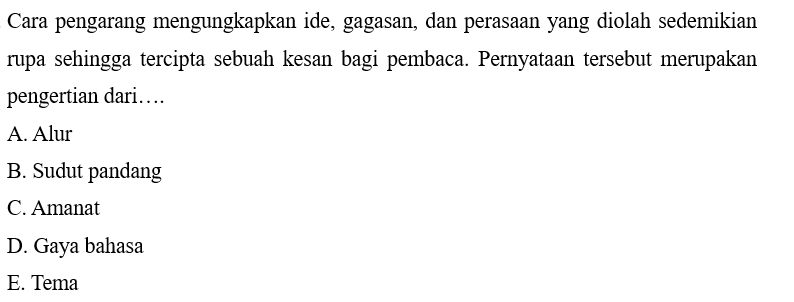 Cara pengarang mengungkapkan ide, gagasan, dan perasaan yang diolah sedemikian
rupa sehingga tercipta sebuah kesan bagi pembaca. Pernyataan tersebut merupakan
pengertian dari….
A. Alur
B. Sudut pandang
C. Amanat
D. Gaya bahasa
E. Tema